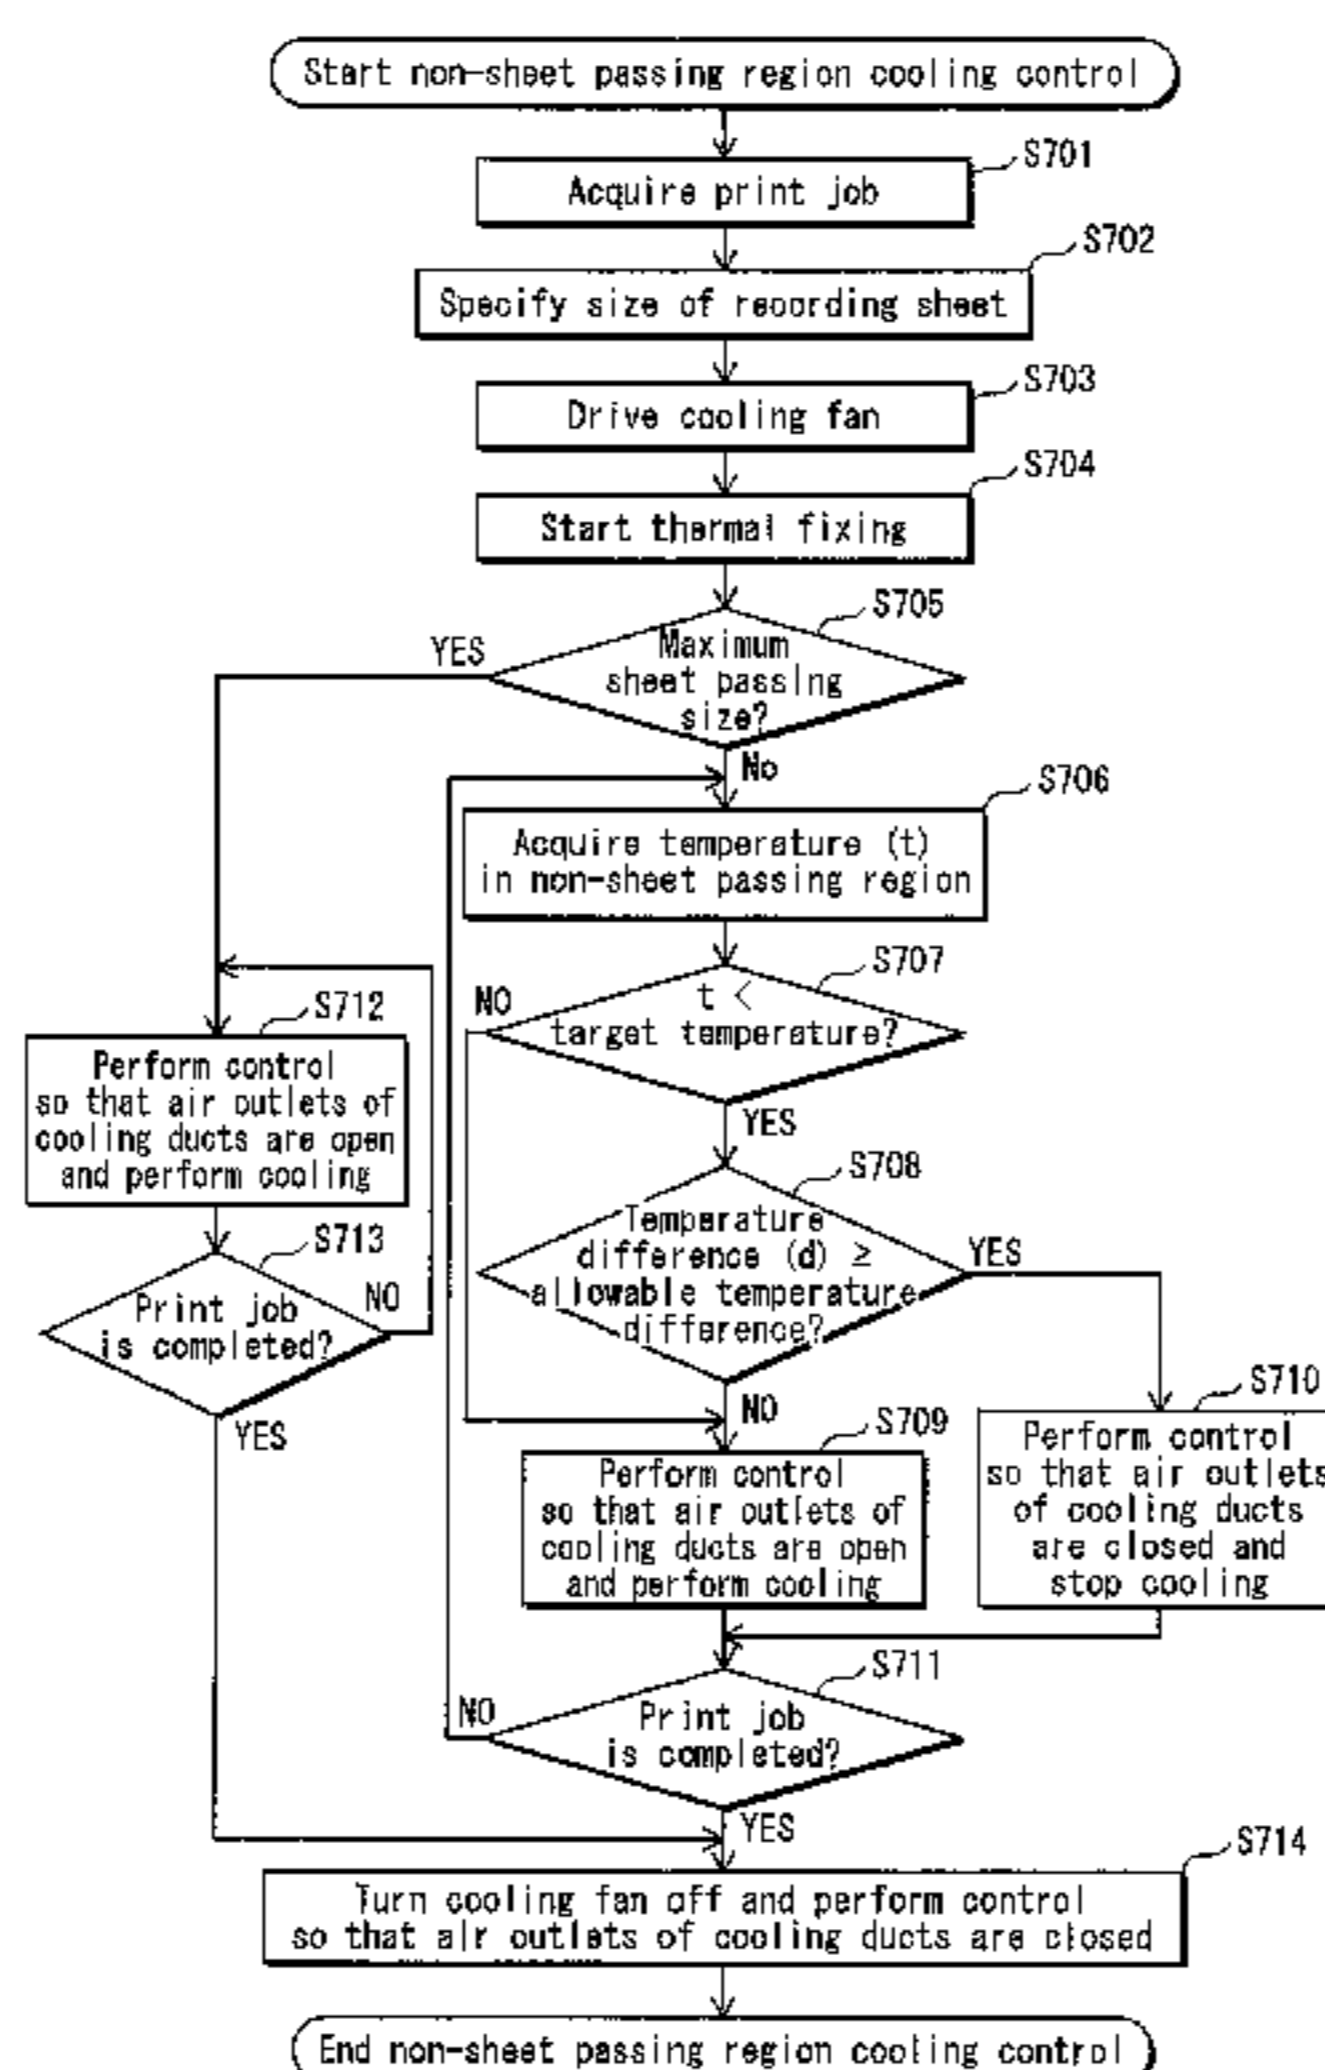 Start non-sheet passing region cooling control
S701
Acquire print job
S702
Specify size of recording sheet
S703
Drive cooling fan
S704
Start thermal fixing
S705
Maximum
sheet passing
size?
YES
No
S706
Acquire temperature (t)
in non-sheet passing region
S707
t <
target temperature?
NO
YES
S712
Perform control
so that air outlets of
cooling ducts are open
and perform cooling
S708
Temperature
difference (d) ≥
allowable temperature
difference?
YES
NO
S713
Print job
is completed?
NO
YES
S709
Perform control
so that air outlets of
cooling ducts are open
and perform cooling
S710
Perform control
so that air outlets
of cooling ducts
are closed and
stop cooling
S711
Print job
is completed?
NO
YES
S714
Turn cooling fan off and perform control
so that air outlets of cooling ducts are closed
End non-sheet passing region cooling control